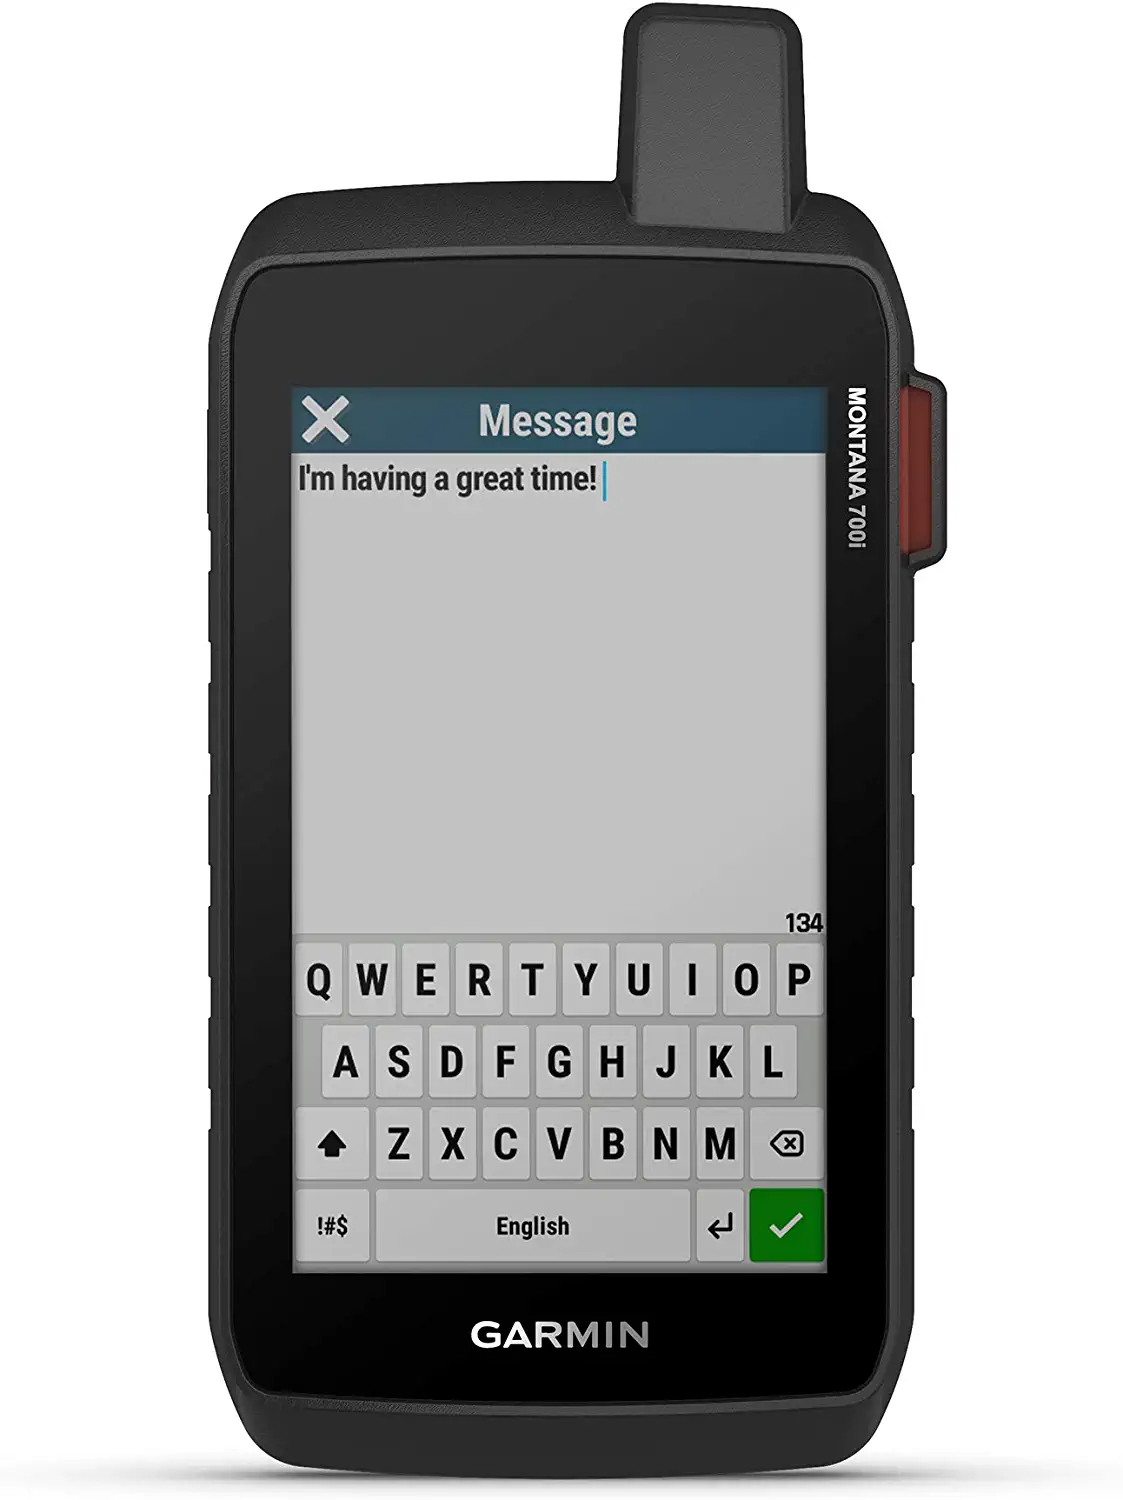 Message
I'm having a great time!
MONTANA 700i
134
Q W E R T Y U I O P
A S D F G H J K L
Z X C V B N M
!#$ English
GARMIN